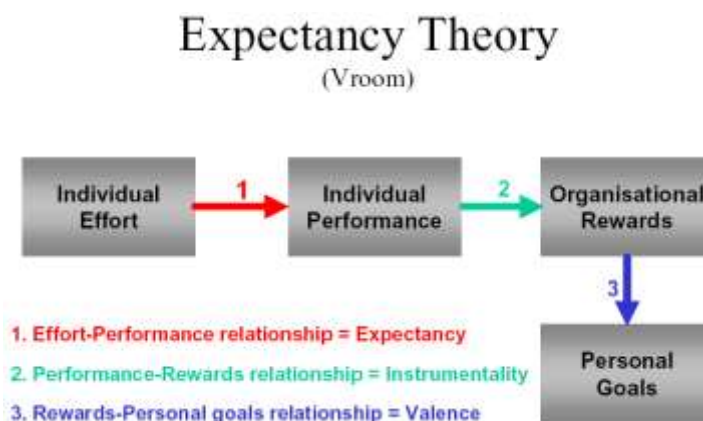 Expectancy Theory
(Vroom)
Individual
Effort
1
Individual
Performance
2
Organisational
Rewards
3
Personal
Goals
1. Effort-Performance relationship = Expectancy
2. Performance-Rewards relationship = Instrumentality
3. Rewards-Personal goals relationship = Valence